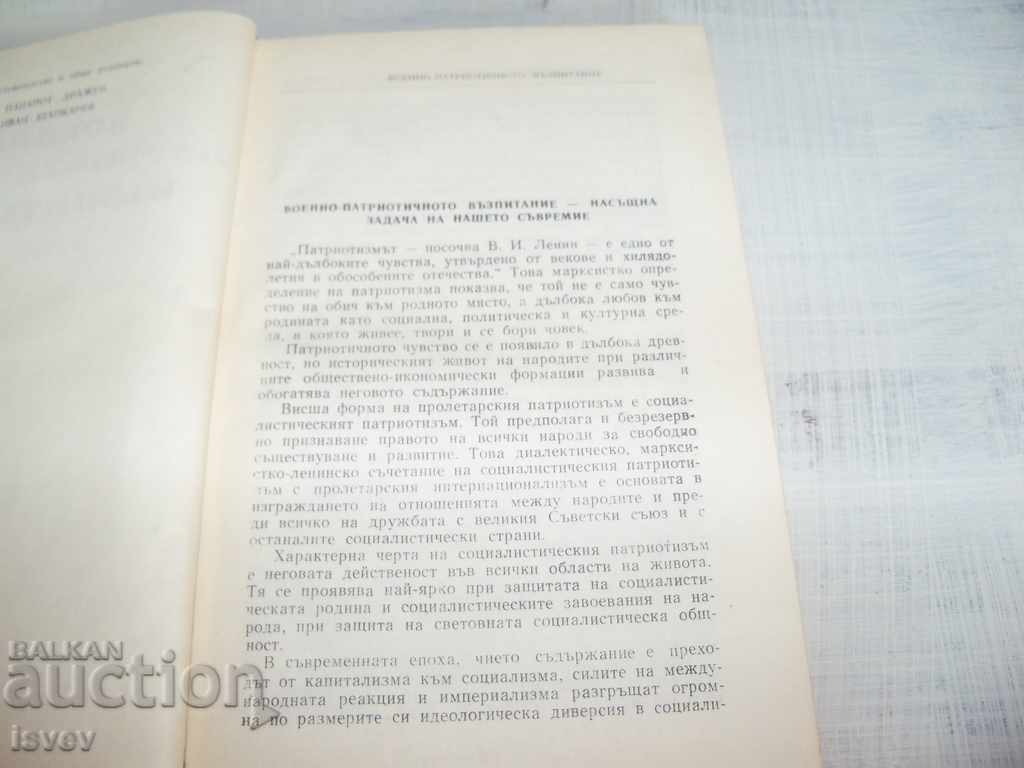 и
ВОЕННО-ПАТРИОТИЧНОТО ВЪЗПИТАНИЕ
ВОЕННО-ПАТРИОТИЧНОТО ВЪЗПИТАНИЕ — НАСЪЩНА
ЗАДАЧА НА НАШЕТО СЪВРЕМИЕ
„Патриотизмът — посочва В. И. Ленин — е едно от
най-дълбоките чувства, утвърдено от векове и хилядо-
летия в обособените отечества." Това марксистко опре-
деление на патриотизма показва, че той не е само чув-
ство на обич към родното място, а дълбока любов към
родината като социална, политическа и културна сре-
да, в която живее, твори и се бори човек.
Патриотичното чувство се е появило в дълбока древ-
ност, но историческият живот на народите при различ-
ните обществено-икономически формации развива и
обогатява неговото съдържание.
Висша форма на пролетарския патриотизъм е социа-
листическият патриотизъм. Той предполага и безрезерв-
но признаване правото на всички народи за свободно
съществуване и развитие. Това диалектическо, маркси-
стко-ленинско съчетание на социалистическия патриоти-
зъм с пролетарския интернационализъм е основата в
изграждането на отношенията между народите и пре-
ди всичко на дружбата с великия Съветски съюз и с
останалите социалистически страни.
Характерна черта на социалистическия патриотизъм
е неговата действеност във всички области на живота.
Тя се проявява най-ярко при защитата на социалисти-
ческата родина и социалистическите завоевания на на-
рода, при защита на световната социалистическа общ-
ност.
В съвременната епоха, чието съдържание е прехо-
дът от капитализма към социализма, силите на между-
народната реакция и империализма разгръщат огром-
на по размерите си идеологическа диверсия в социали-
BALKAN
auction
isvev